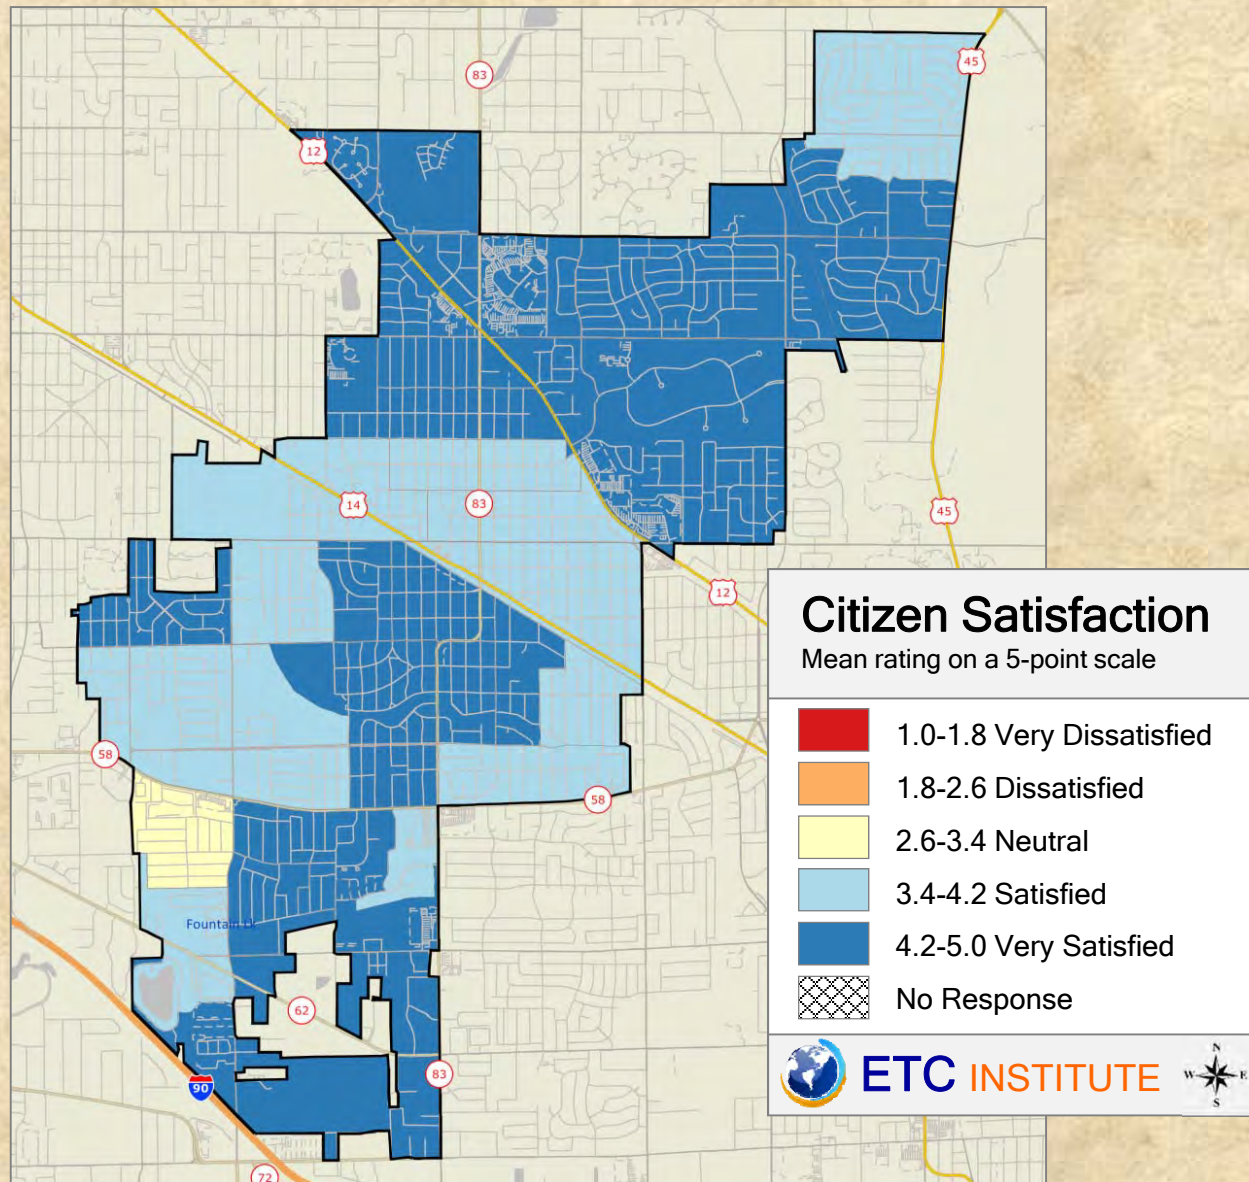 45
83
12
14
83
45
12
Citizen Satisfaction
Mean rating on a 5-point scale
1.0-1.8 Very Dissatisfied
1.8-2.6 Dissatisfied
2.6-3.4 Neutral
3.4-4.2 Satisfied
4.2-5.0 Very Satisfied
No Response
58
58
Fountain
62
83
90
72
ETC INSTITUTE
N
W E
S